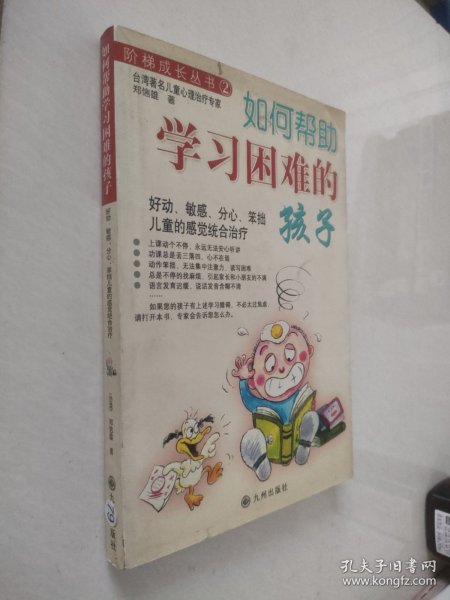 阶梯成长丛书②
台湾著名儿童心理治疗专家
郑信雄 著
如何帮助
学习困难的
孩子
好动、敏感、分心、笨拙
儿童的感觉统合治疗
上课动个不停，永远无法安心听讲
功课总是丢三落四，心不在焉
动作笨拙，无法集中注意力，读写困难
总是不停的找麻烦，引起家长和小朋友的不满
语言发育迟缓，说话发音含糊不清
……
如果您的孩子有上述学习障碍，不必太过焦虑，
请打开本书，专家会告诉您怎么办。
九州出版社
如何帮助学习困难的孩子
好动、敏感、分心、笨拙儿童的感觉统合治疗
郑信雄 著
孔夫子旧书网
www.kongfz.com